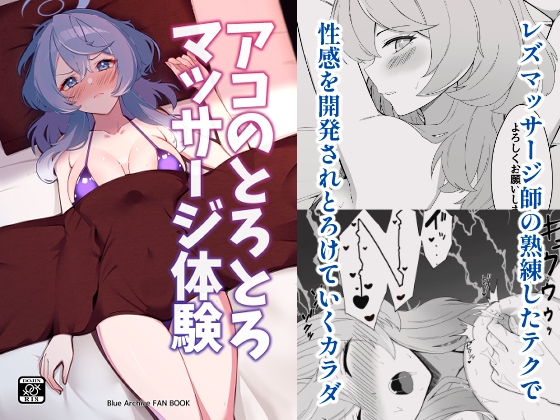 アコのとろとろ
マッサージ体験
Blue Archive FAN BOOK
R18
レズマッサージ師の熟練したテクで
性感を開発されとろけていくカラダ
よろしくお願いし